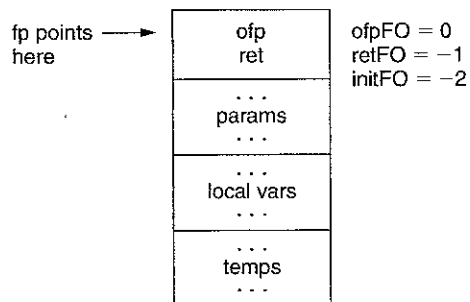 fp points
here
ofp
ret
ofpFO = 0
retFO = −1
initFO = −2
. . .
params
. . .
. . .
local vars
. . .
. . .
temps
. . .